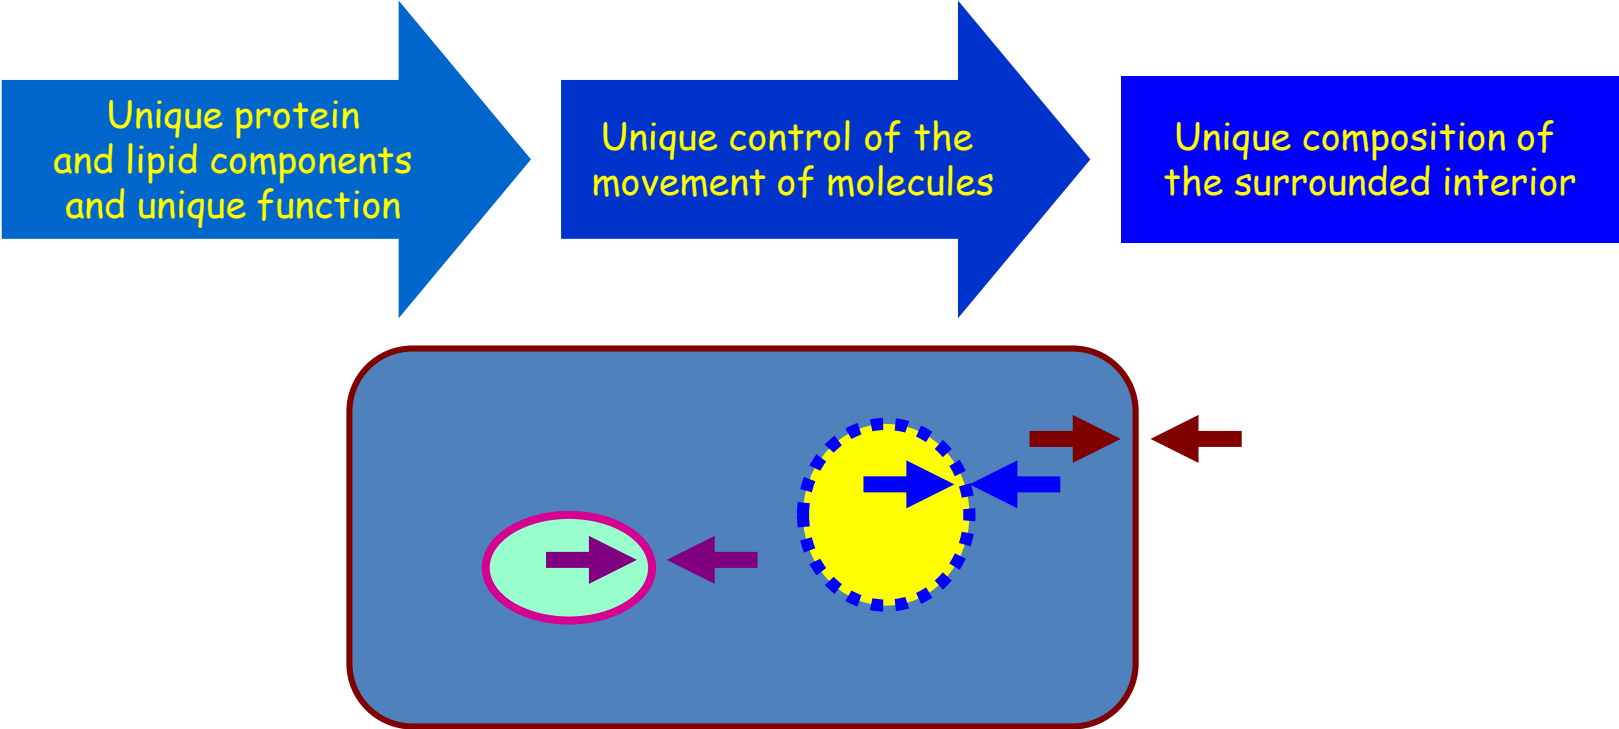 Unique protein
and lipid components
and unique function
Unique control of the
movement of molecules
Unique composition of
the surrounded interior